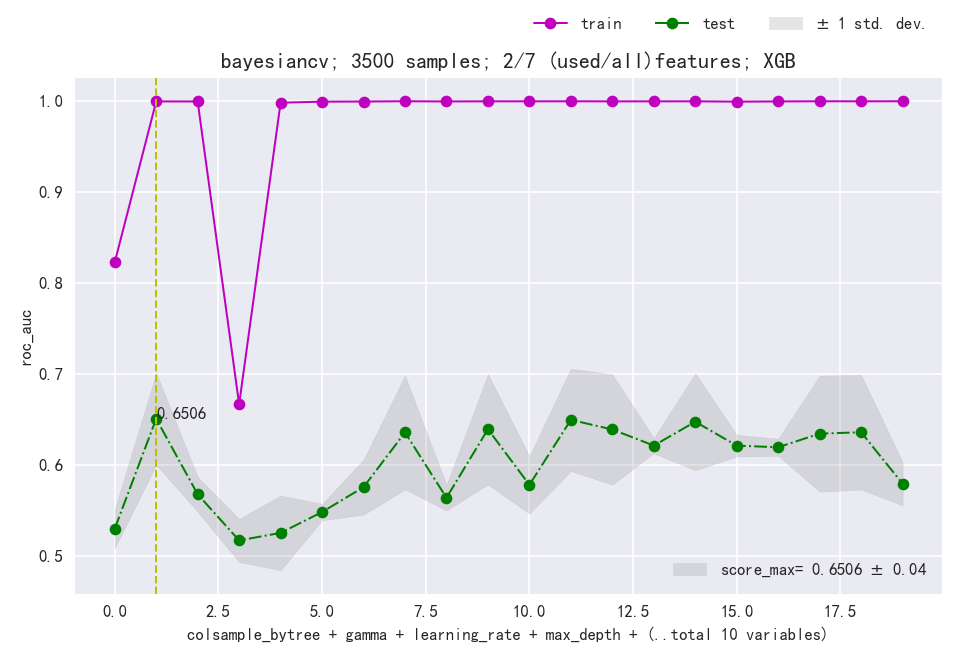 train test ± 1 std. dev.
bayesiancv; 3500 samples; 2/7 (used/all)features; XGB
1.0
0.9
0.8
0.7
0.6
0.5
roc_auc
0.6506
score_max= 0.6506 ± 0.04
0.0 2.5 5.0 7.5 10.0 12.5 15.0 17.5
colsample_bytree + gamma + learning_rate + max_depth + (..total 10 variables)